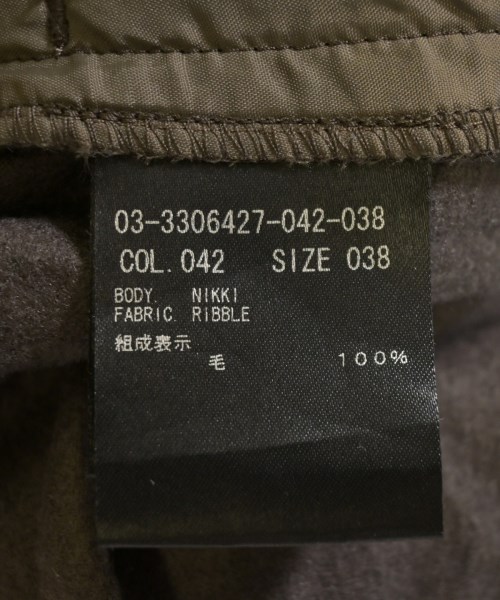 03-3306427-042-038
COL. 042 SIZE 038
BODY. NIKKI
FABRIC. RIBBLE
組成表示
毛 100%